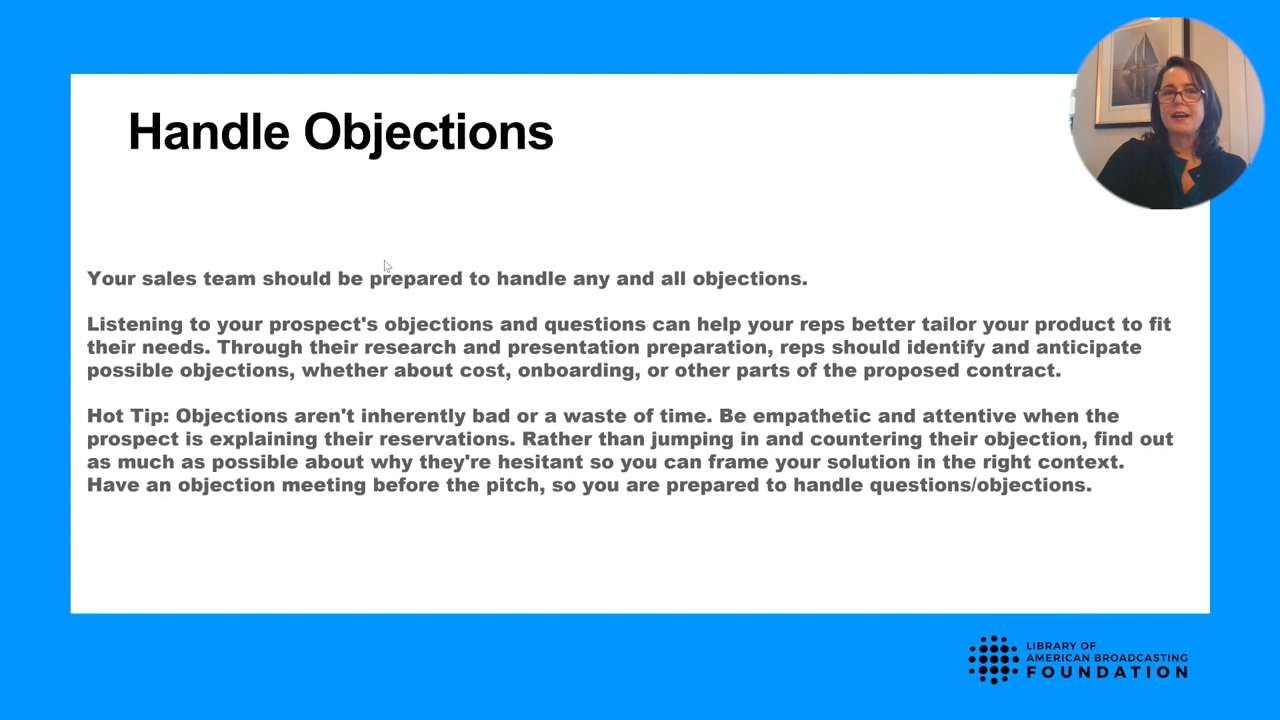 Handle Objections
Your sales team should be prepared to handle any and all objections.
Listening to your prospect's objections and questions can help your reps better tailor your product to fit
their needs. Through their research and presentation preparation, reps should identify and anticipate
possible objections, whether about cost, onboarding, or other parts of the proposed contract.
Hot Tip: Objections aren't inherently bad or a waste of time. Be empathetic and attentive when the
prospect is explaining their reservations. Rather than jumping in and countering their objection, find out
as much as possible about why they're hesitant so you can frame your solution in the right context.
Have an objection meeting before the pitch, so you are prepared to handle questions/objections.
LIBRARY OF
AMERICAN BROADCASTING
FOUNDATION